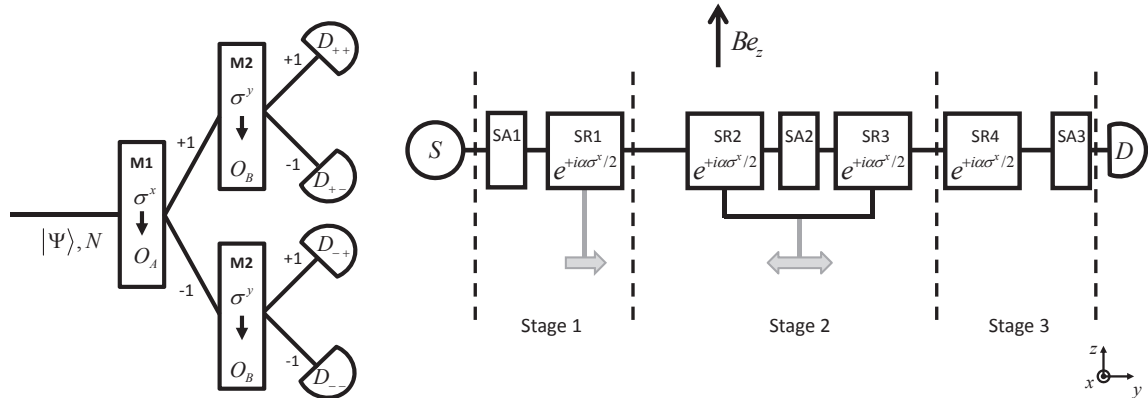 |Ψ⟩, N
M1
σ^x
O_A
+1
-1
M2
σ^y
O_B
+1
-1
D_{++}
D_{+-}
M2
σ^y
O_B
+1
-1
D_{-+}
D_{--}
Be_z
S
SA1
SR1
e^{+iασ^x/2}
SR2
e^{+iασ^x/2}
SA2
SR3
e^{+iασ^x/2}
SR4
e^{+iασ^x/2}
SA3
D
Stage 1
Stage 2
Stage 3
z
x
y